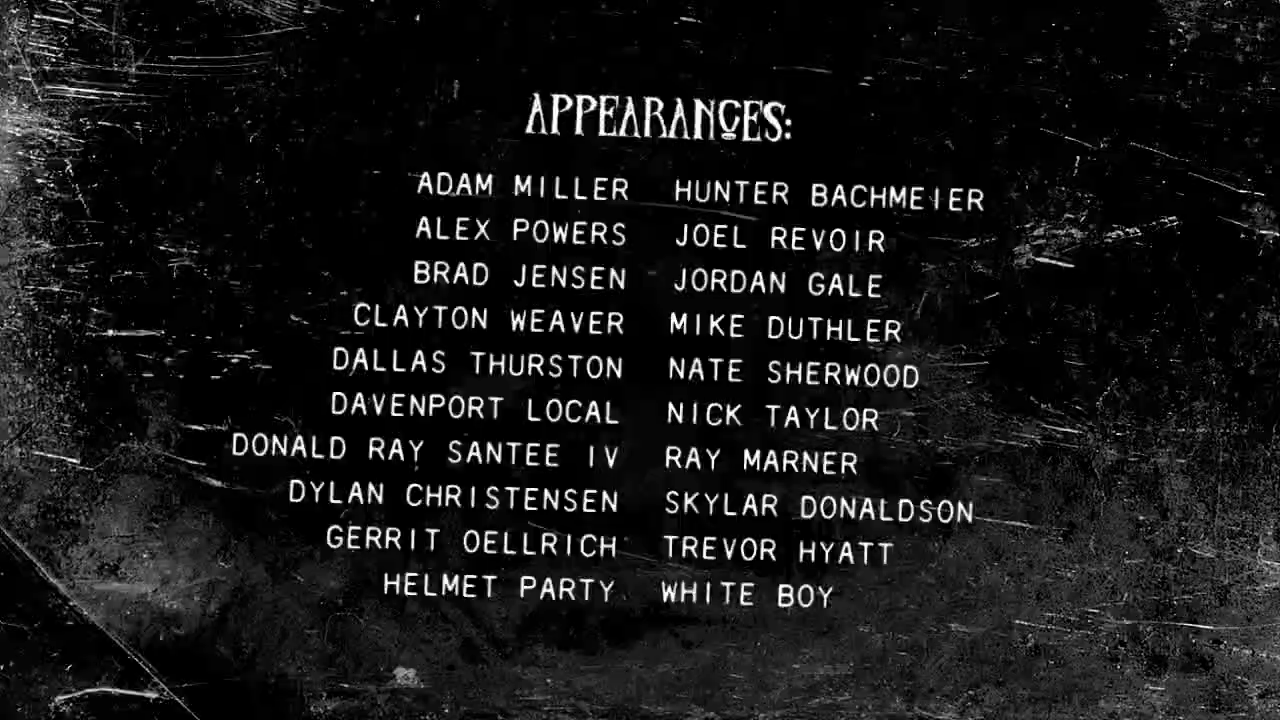 APPEARANCES:
ADAM MILLER HUNTER BACHMEIER
ALEX POWERS JOEL REVOIR
BRAD JENSEN JORDAN GALE
CLAYTON WEAVER MIKE DUTHLER
DALLAS THURSTON NATE SHERWOOD
DAVENPORT LOCAL NICK TAYLOR
DONALD RAY SANTEE IV RAY MARNER
DYLAN CHRISTENSEN SKYLAR DONALDSON
GERRIT OELLRICH TREVOR HYATT
HELMET PARTY WHITE BOY